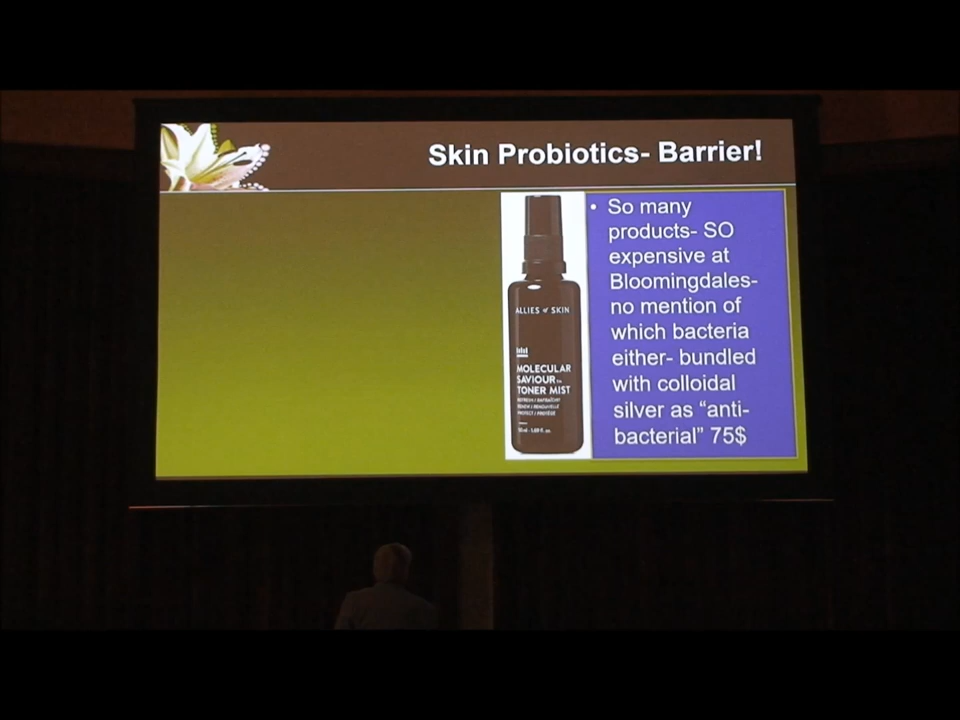 Skin Probiotics- Barrier!
• So many
products- SO
expensive at
Bloomingdales-
no mention of
which bacteria
either- bundled
with colloidal
silver as “anti-
bacterial” 75$
ALLIES of SKIN
MOLECULAR
SAVIOUR
TONER MIST